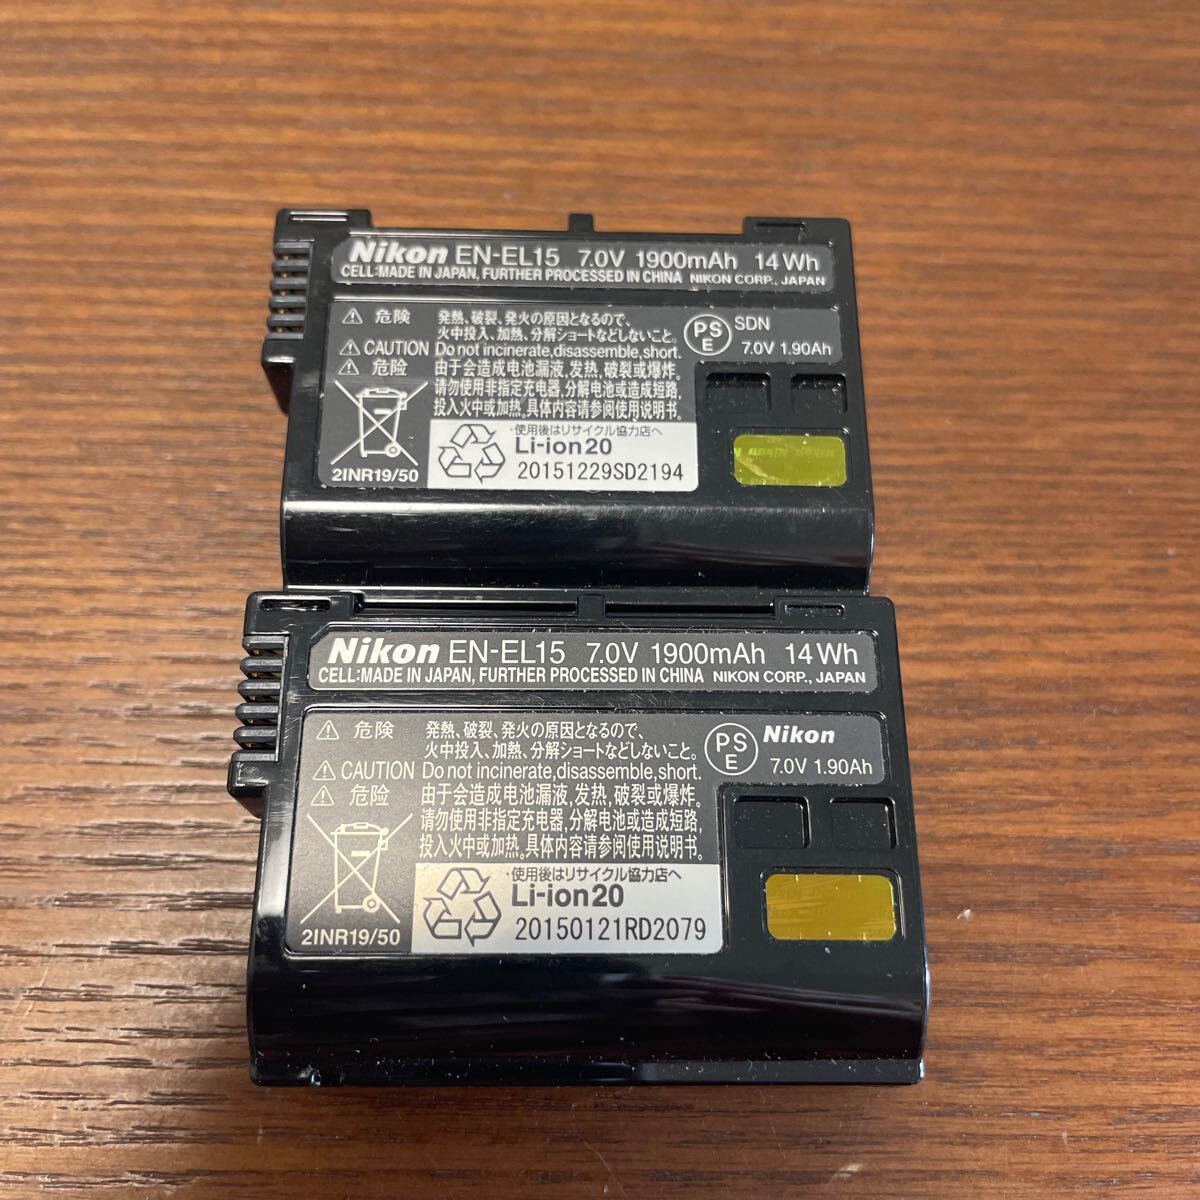 Nikon EN-EL15 7.0V 1900mAh 14Wh
CELL:MADE IN JAPAN, FURTHER PROCESSED IN CHINA NIKON CORP., JAPAN
危険 発熱、破裂、発火の原因となるので、
火中投入、加熱、分解ショートなどしないこと。
CAUTION Do not incinerate,disassemble,short.
危险 由于会造成电池漏液,发热,破裂或爆炸。
请勿使用非指定充电器,分解电池或造成短路,
投入火中或加热。具体内容请参阅使用说明书。
PS
E
SDN
7.0V 1.90Ah
2INR19/50
・使用後はリサイクル協力店へ
Li-ion20
20151229SD2194
Nikon EN-EL15 7.0V 1900mAh 14Wh
CELL:MADE IN JAPAN, FURTHER PROCESSED IN CHINA NIKON CORP., JAPAN
危険 発熱、破裂、発火の原因となるので、
火中投入、加熱、分解ショートなどしないこと。
CAUTION Do not incinerate,disassemble,short.
危险 由于会造成电池漏液,发热,破裂或爆炸。
请勿使用非指定充电器,分解电池或造成短路,
投入火中或加热。具体内容请参阅使用说明书。
PS
E
Nikon
7.0V 1.90Ah
2INR19/50
・使用後はリサイクル協力店へ
Li-ion20
20150121RD2079